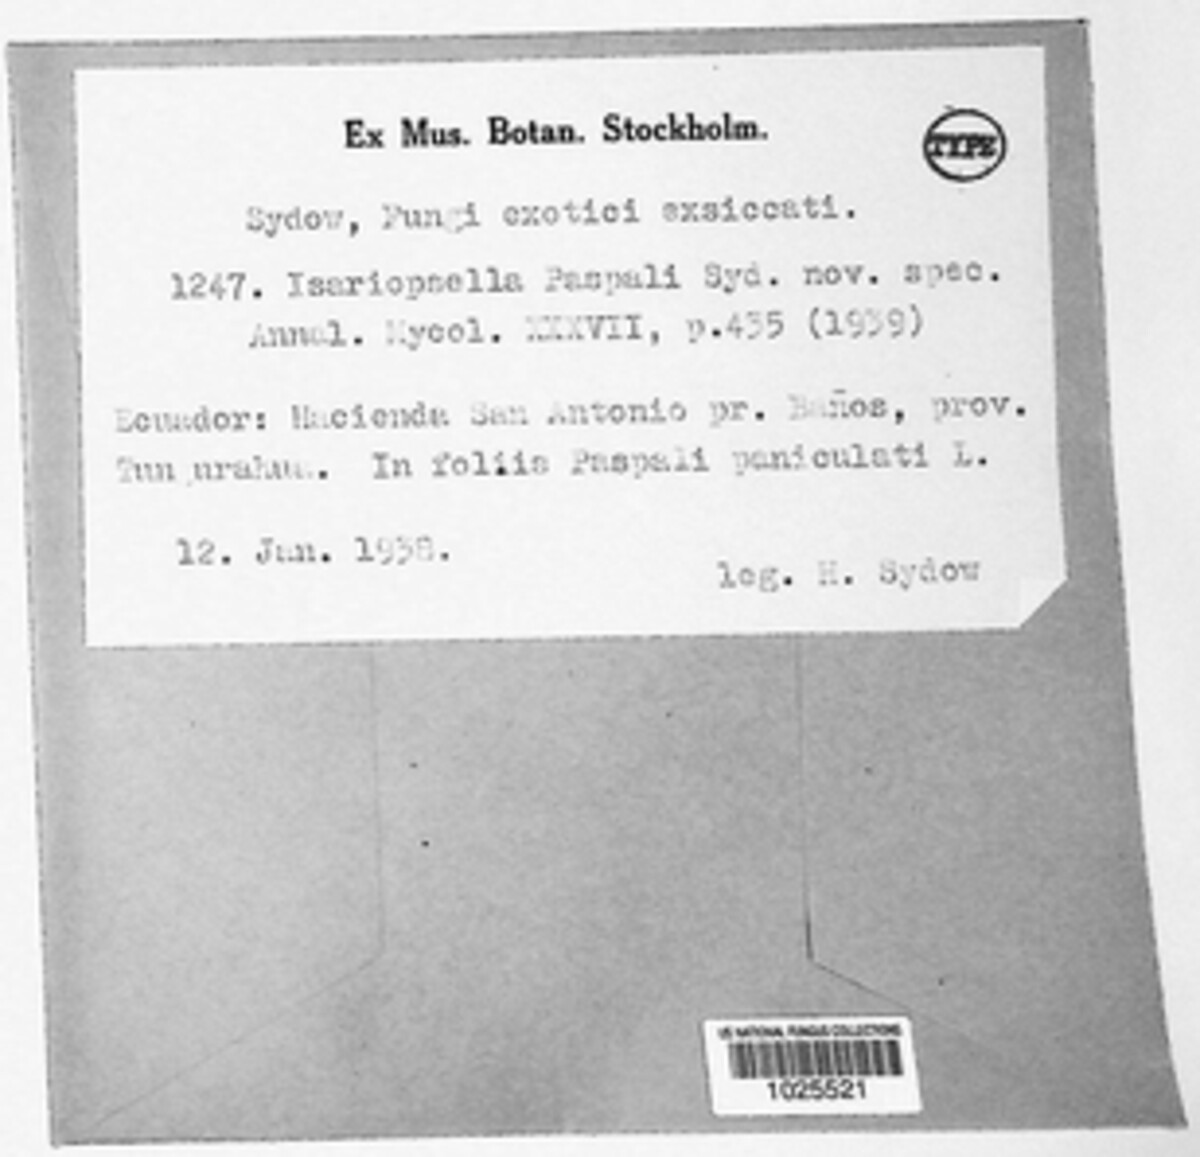 Ex Mus. Botan. Stockholm.
TYPE
Sydow, Fungi exotici exsiccati.
1247. Isariopsella Paspali Syd. nov. spec.
Annal. Mycol. XXXVII, p.435 (1939)
Ecuador: Hacienda San Antonio pr. Baños, prov.
Tungurahua. In foliis Paspali paniculati L.
12. Jan. 1938.
leg. H. Sydow
US NATIONAL FUNGUS COLLECTIONS
1025521